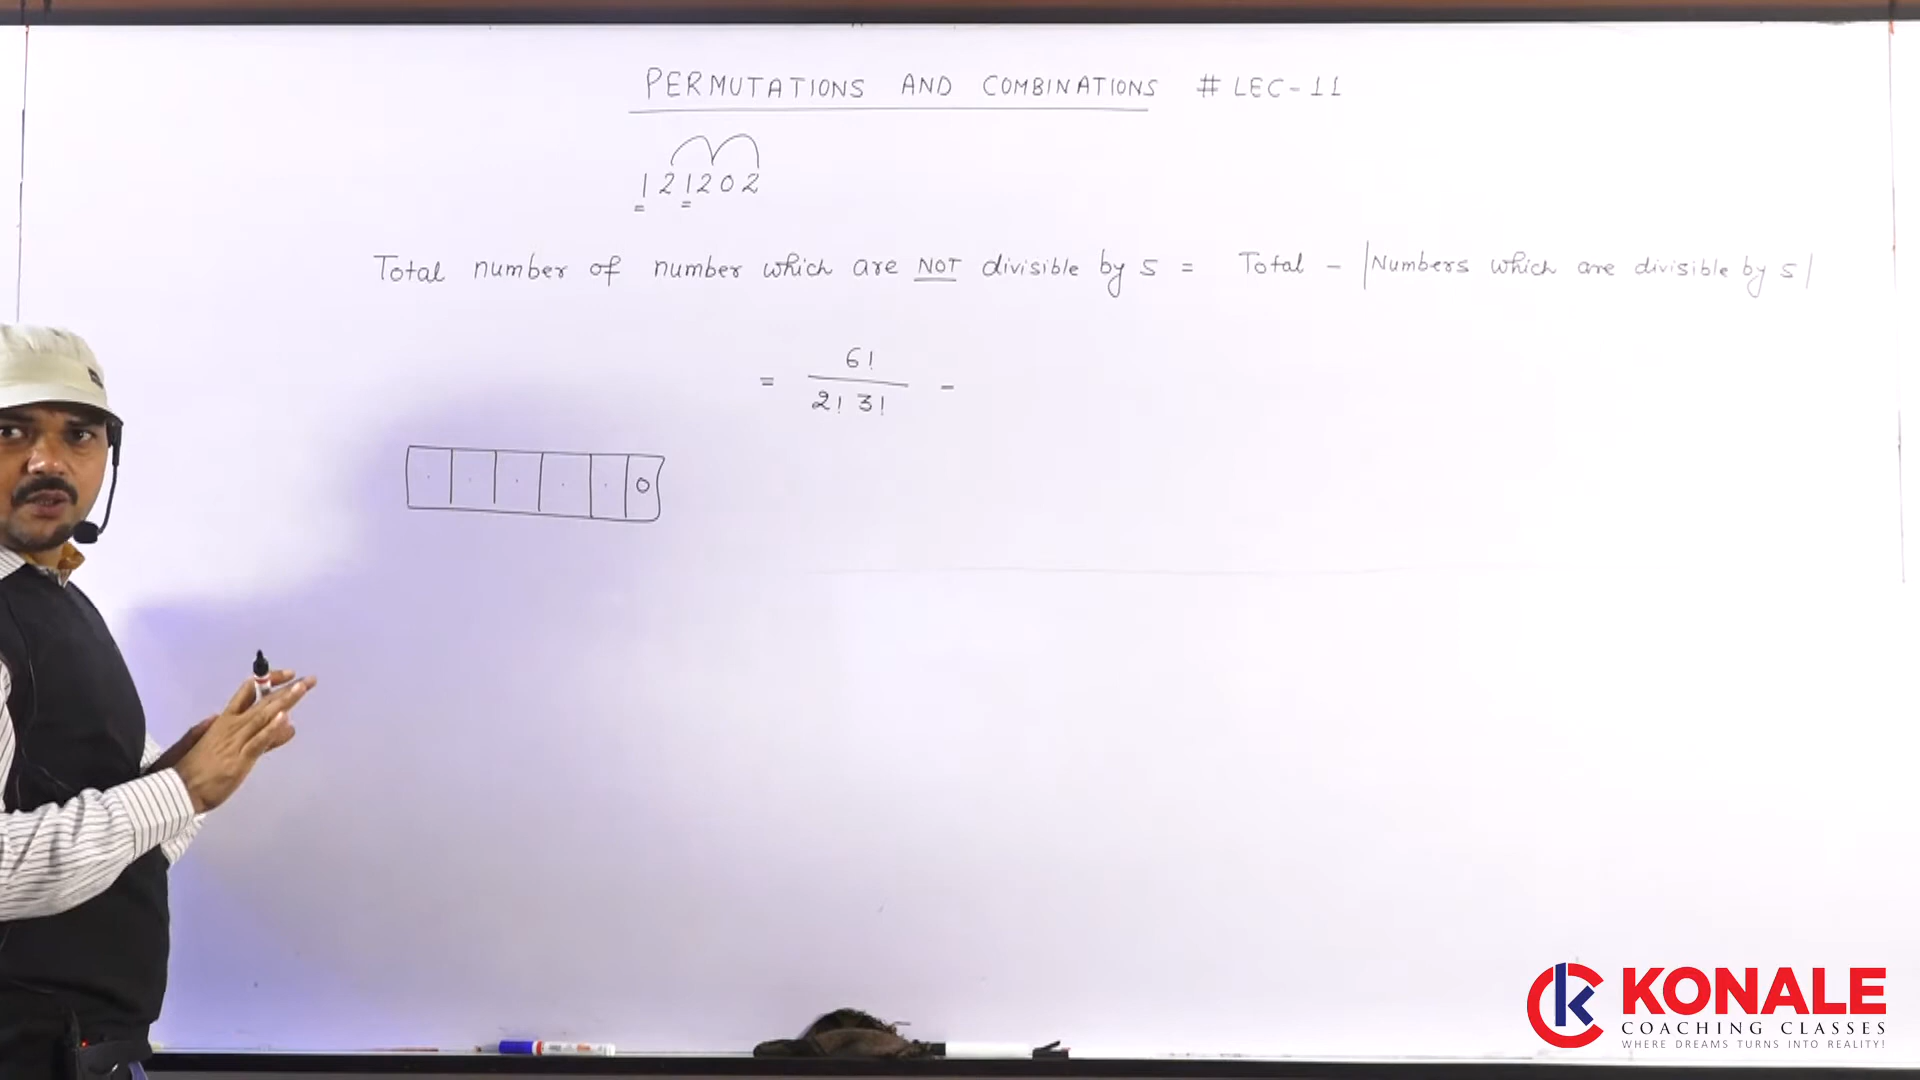 PERMUTATIONS AND COMBINATIONS # LEC-11
121202
Total number of number which are NOT divisible by 5 = Total - |Numbers which are divisible by 5|
= 6! / 2! 3! -
0
KONALE
COACHING CLASSES
WHERE DREAMS TURNS INTO REALITY!